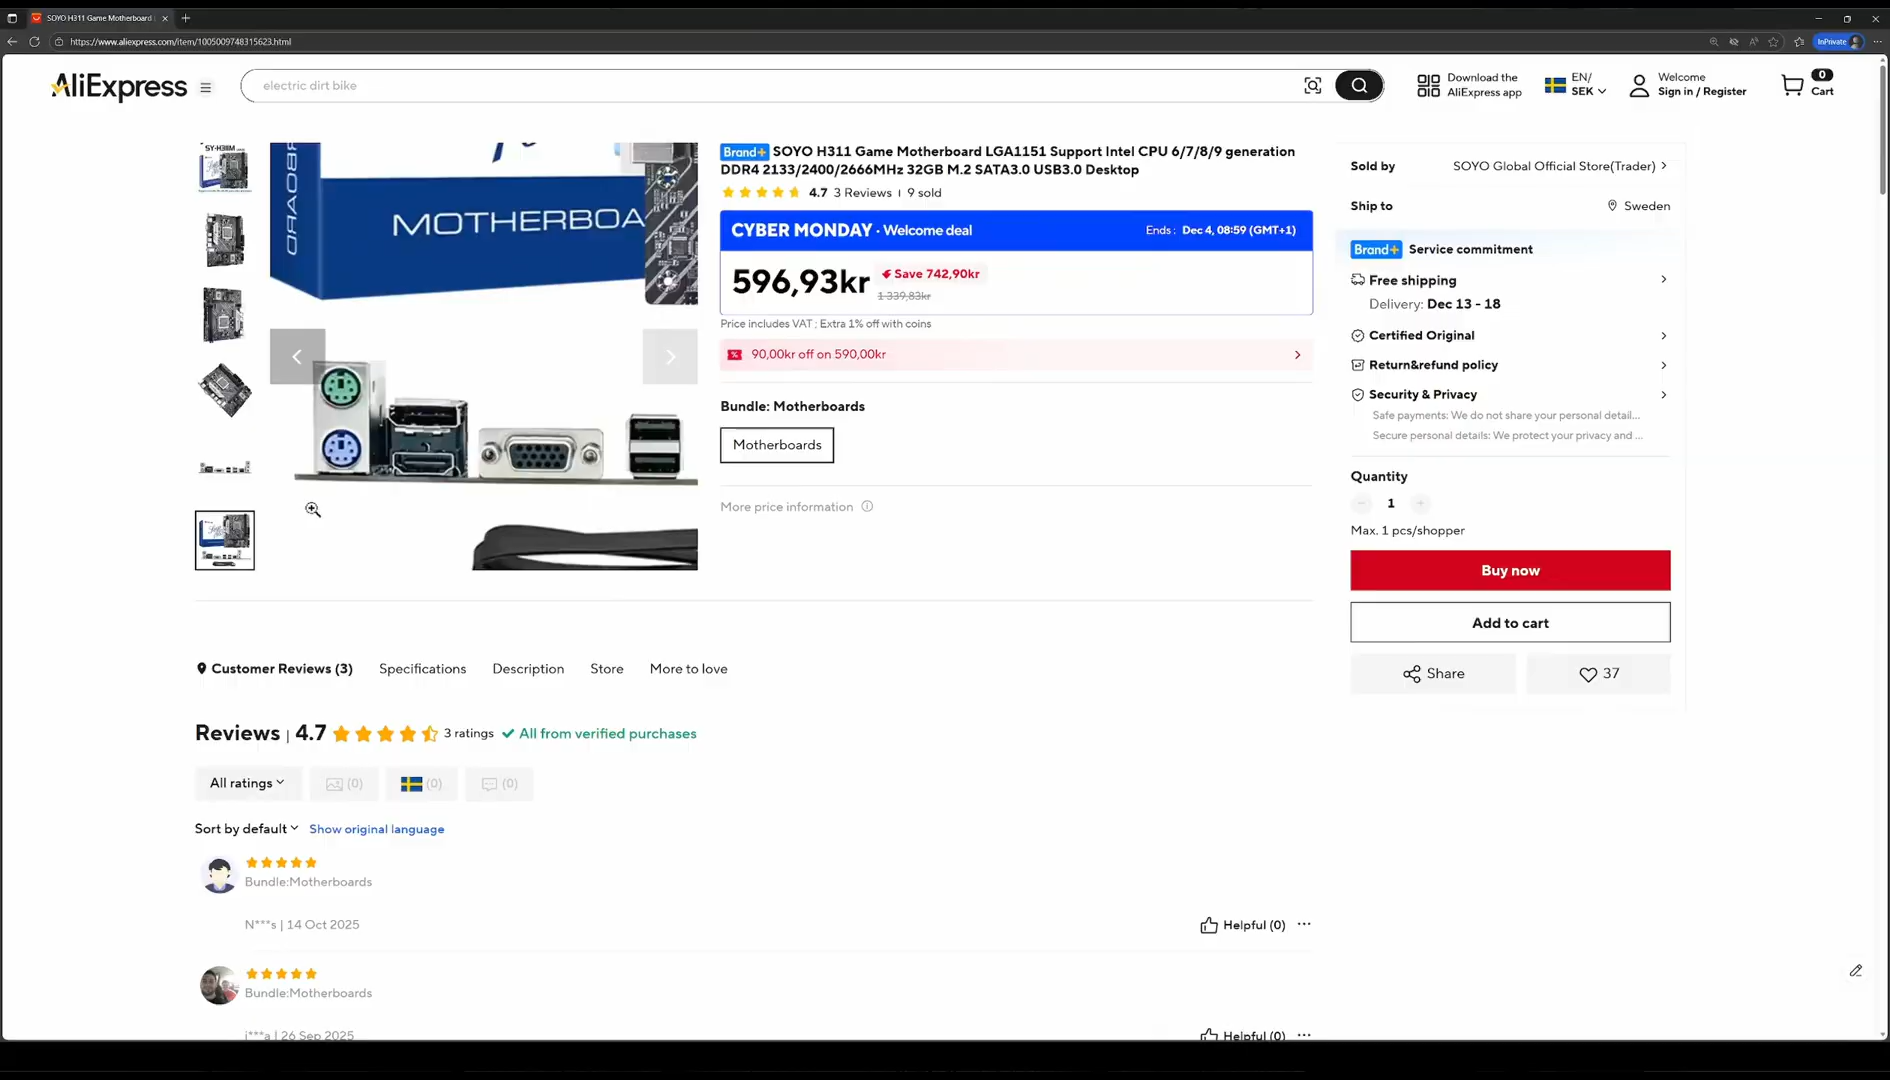 SOYO H311 Game Motherboard
https://www.aliexpress.com/item/1005009748315623.html
InPrivate
AliExpress
electric dirt bike
Download the
AliExpress app
EN/
SEK
Welcome
Sign in / Register
0
Cart
SY-H311M
MOTHERBOA
Brand+ SOYO H311 Game Motherboard LGA1151 Support Intel CPU 6/7/8/9 generation
DDR4 2133/2400/2666MHz 32GB M.2 SATA3.0 USB3.0 Desktop
4.7 3 Reviews | 9 sold
CYBER MONDAY · Welcome deal
Ends : Dec 4, 08:59 (GMT+1)
596,93kr
Save 742,90kr
1 339,83kr
Price includes VAT ; Extra 1% off with coins
90,00kr off on 590,00kr
Bundle: Motherboards
Motherboards
More price information
Sold by
SOYO Global Official Store(Trader)
Ship to
Sweden
Brand+ Service commitment
Free shipping
Delivery: Dec 13 - 18
Certified Original
Return&refund policy
Security & Privacy
Safe payments: We do not share your personal detail...
Secure personal details: We protect your privacy and ...
Quantity
1
Max. 1 pcs/shopper
Buy now
Add to cart
Share
37
Customer Reviews (3)
Specifications
Description
Store
More to love
Reviews | 4.7
3 ratings
All from verified purchases
All ratings
(0)
(0)
(0)
Sort by default
Show original language
Bundle:Motherboards
N***s | 14 Oct 2025
Helpful (0)
Bundle:Motherboards
i***a | 26 Sep 2025
Helpful (0)